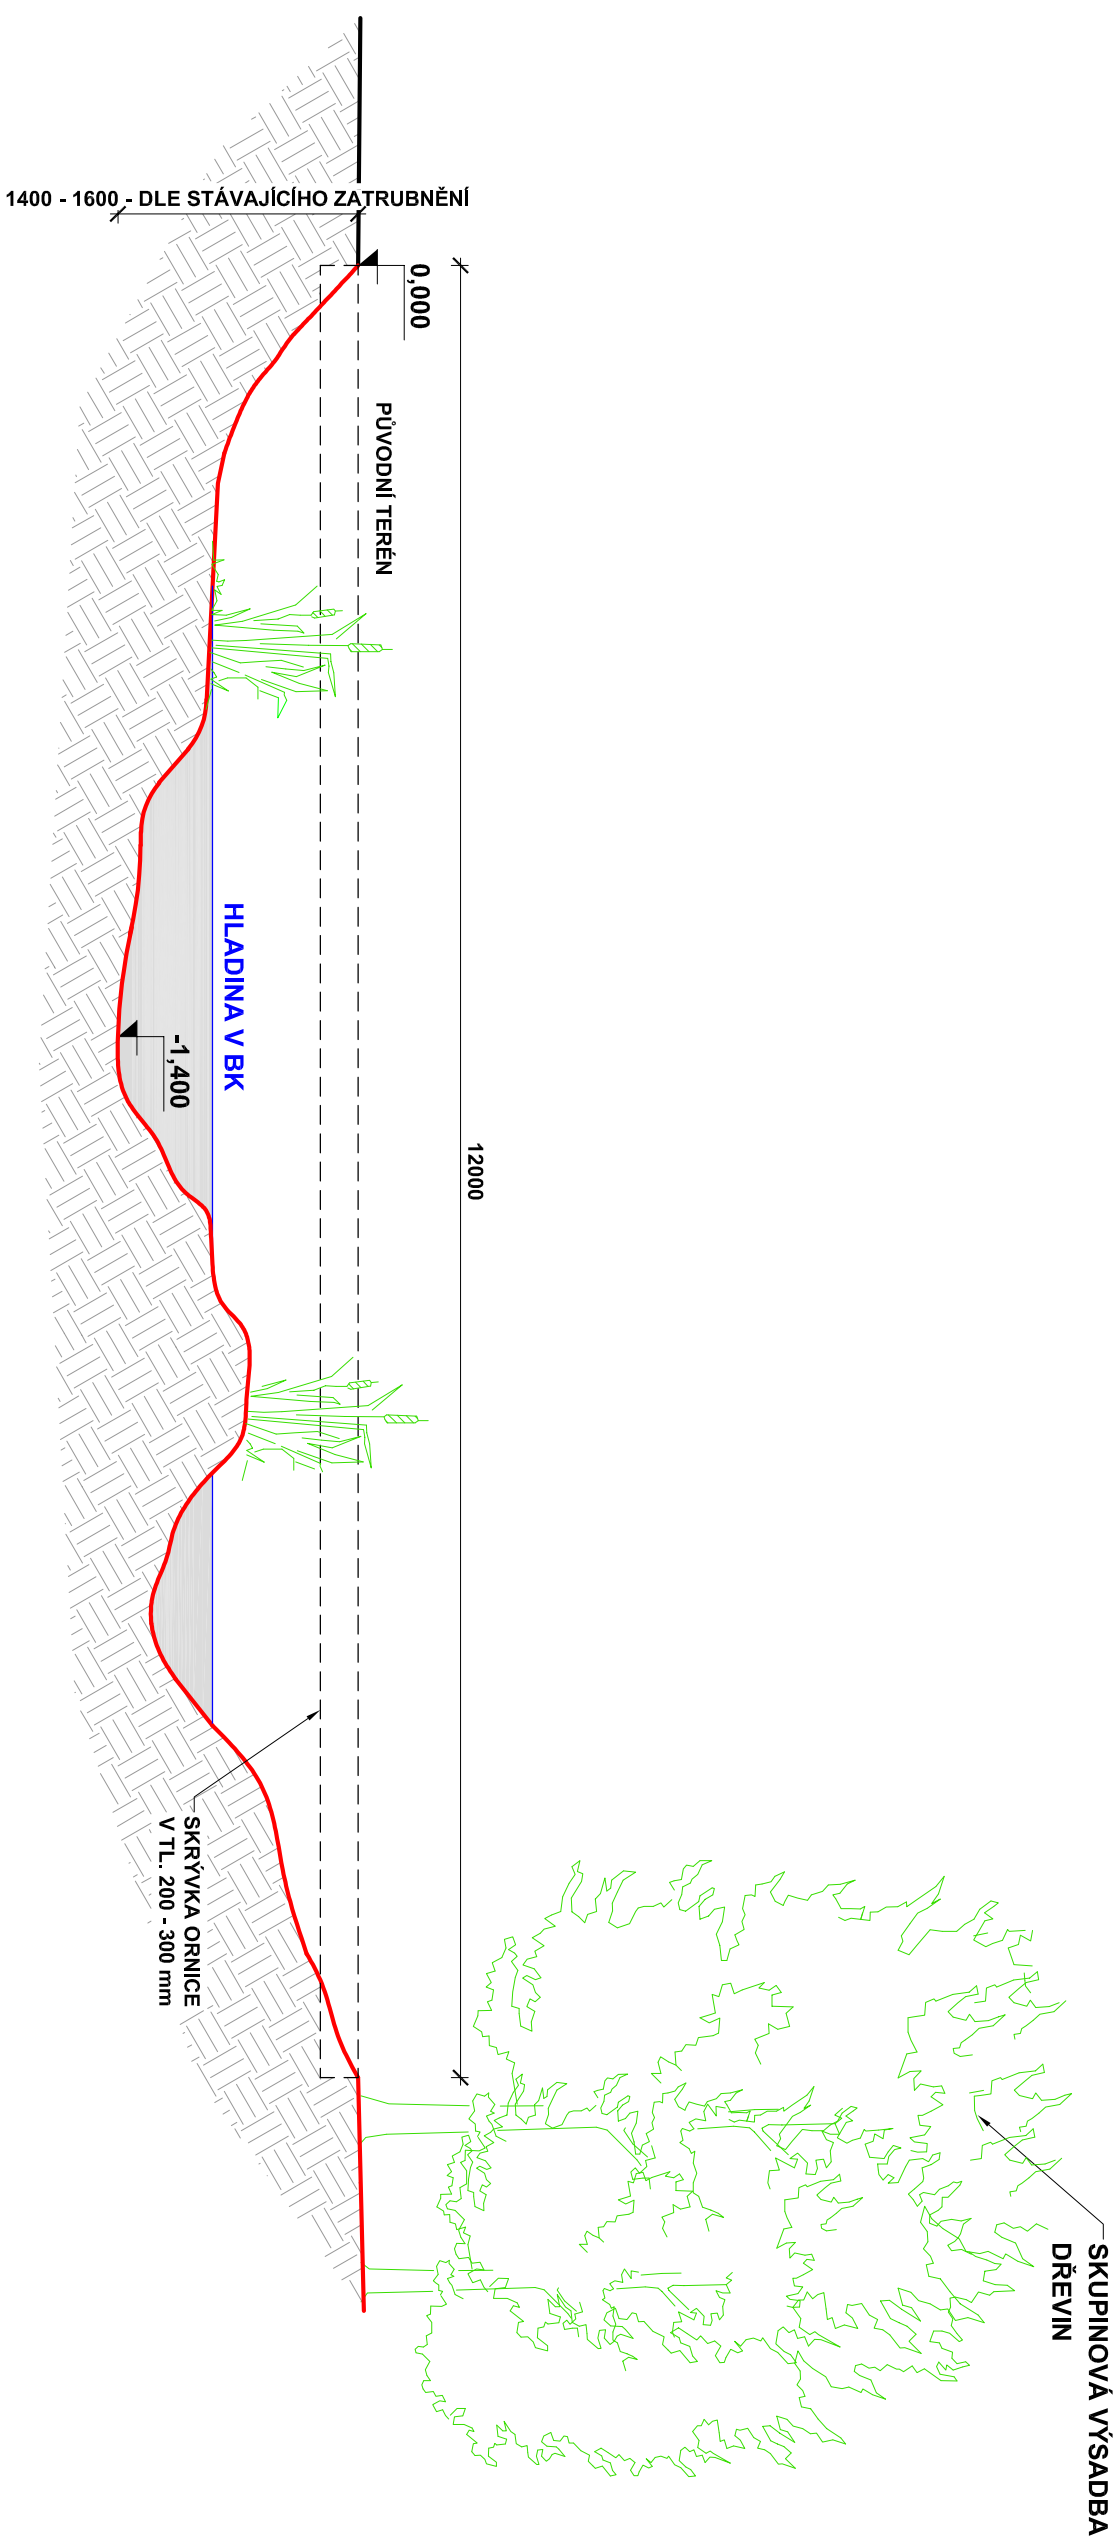 1400 - 1600 - DLE STÁVAJÍCÍHO ZATRUBNĚNÍ
0,000
PŮVODNÍ TERÉN
HLADINA V BK
-1,400
12000
SKRÝVKA ORNICE
V TL. 200 - 300 mm
SKUPINOVÁ VÝSADBA
DŘEVIN